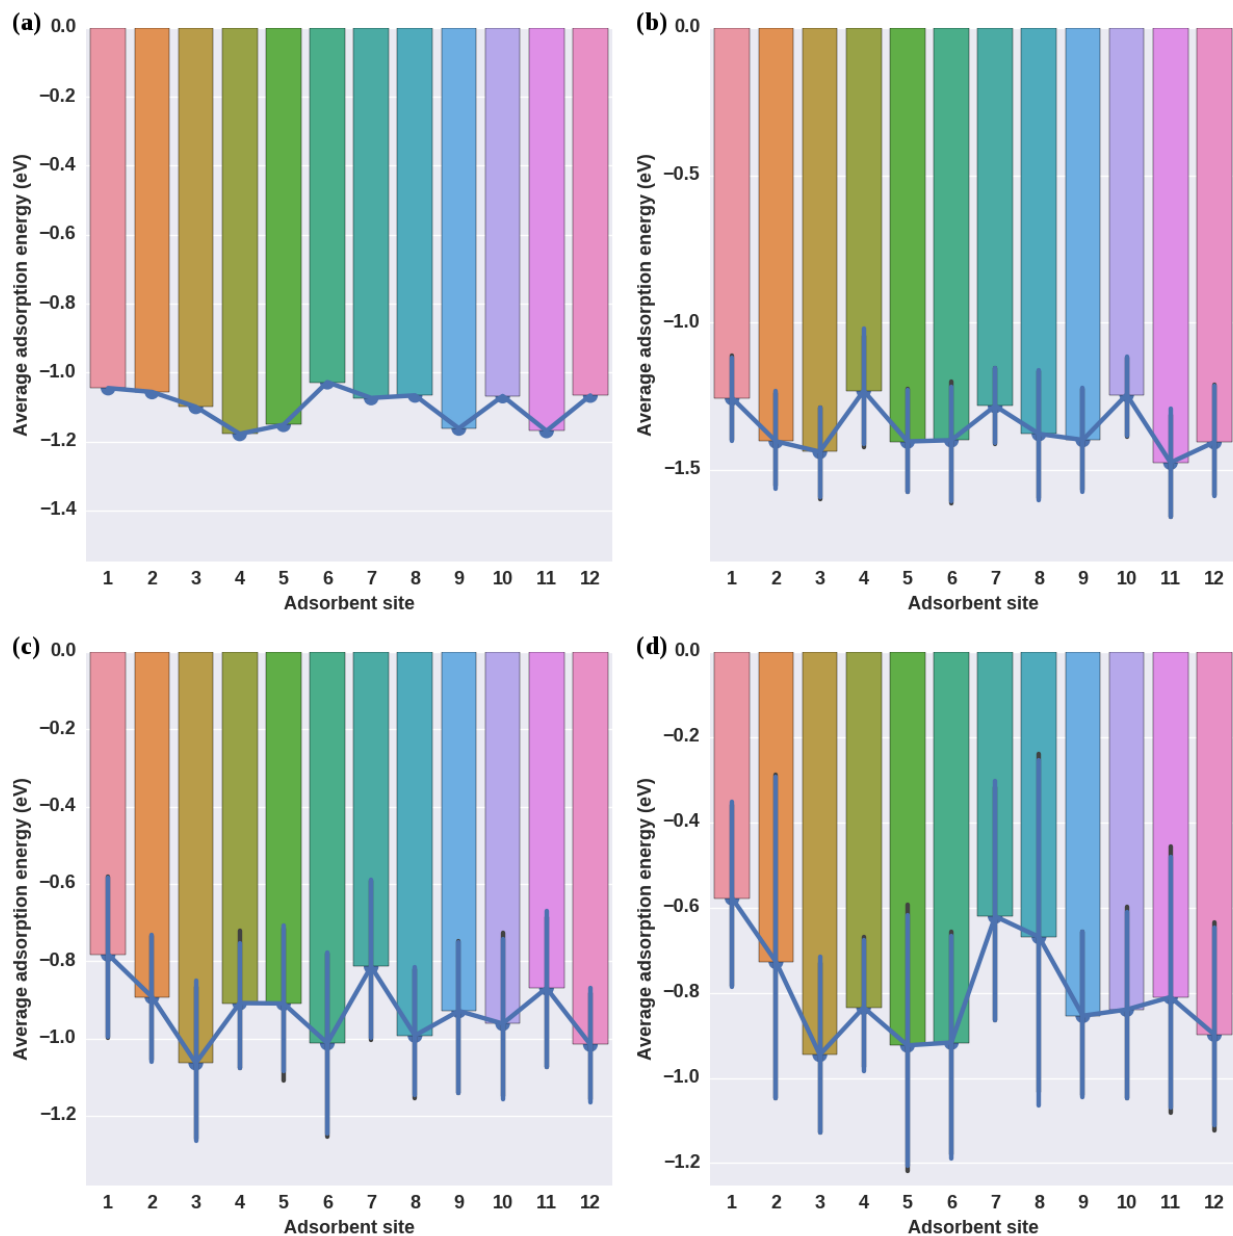 (a)
0.0
−0.2
−0.4
−0.6
−0.8
−1.0
−1.2
−1.4
Average adsorption energy (eV)
1 2 3 4 5 6 7 8 9 10 11 12
Adsorbent site
(b)
0.0
−0.5
−1.0
−1.5
Average adsorption energy (eV)
1 2 3 4 5 6 7 8 9 10 11 12
Adsorbent site
(c)
0.0
−0.2
−0.4
−0.6
−0.8
−1.0
−1.2
Average adsorption energy (eV)
1 2 3 4 5 6 7 8 9 10 11 12
Adsorbent site
(d)
0.0
−0.2
−0.4
−0.6
−0.8
−1.0
−1.2
Average adsorption energy (eV)
1 2 3 4 5 6 7 8 9 10 11 12
Adsorbent site